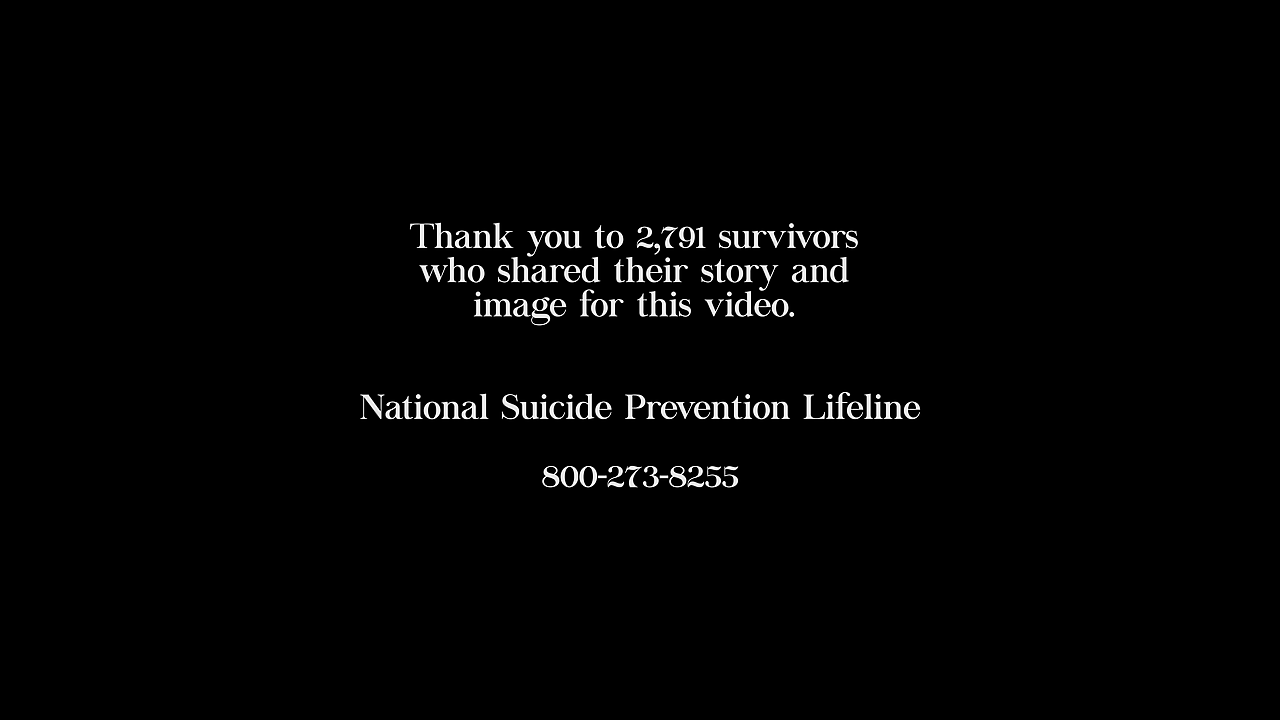 Thank you to 2,791 survivors
who shared their story and
image for this video.
National Suicide Prevention Lifeline
800-273-8255